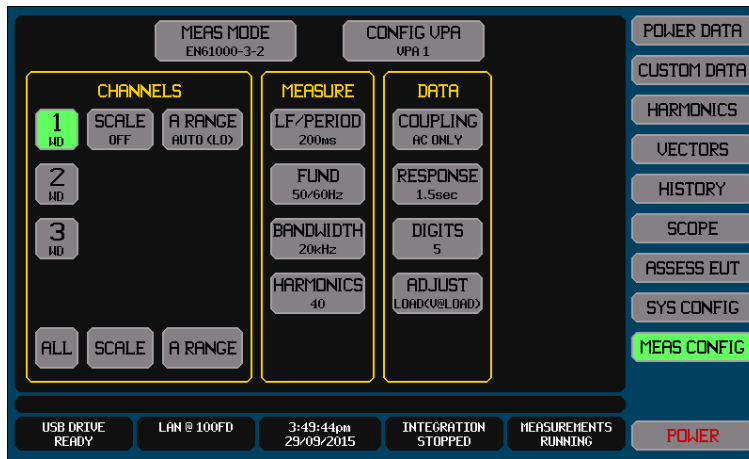 MEAS MODE
EN61000-3-2
CONFIG VPA
VPA 1
CHANNELS
1
WD
SCALE
OFF
A RANGE
AUTO (LO)
2
WD
3
WD
ALL
SCALE
A RANGE
MEASURE
LF/PERIOD
200ms
FUND
50/60Hz
BANDWIDTH
20kHz
HARMONICS
40
DATA
COUPLING
AC ONLY
RESPONSE
1.5sec
DIGITS
5
ADJUST
LOAD(V@LOAD)
POWER DATA
CUSTOM DATA
HARMONICS
VECTORS
HISTORY
SCOPE
ASSESS EUT
SYS CONFIG
MEAS CONFIG
POWER
USB DRIVE
READY
LAN @ 100FD
3:49:44pm
29/09/2015
INTEGRATION
STOPPED
MEASUREMENTS
RUNNING